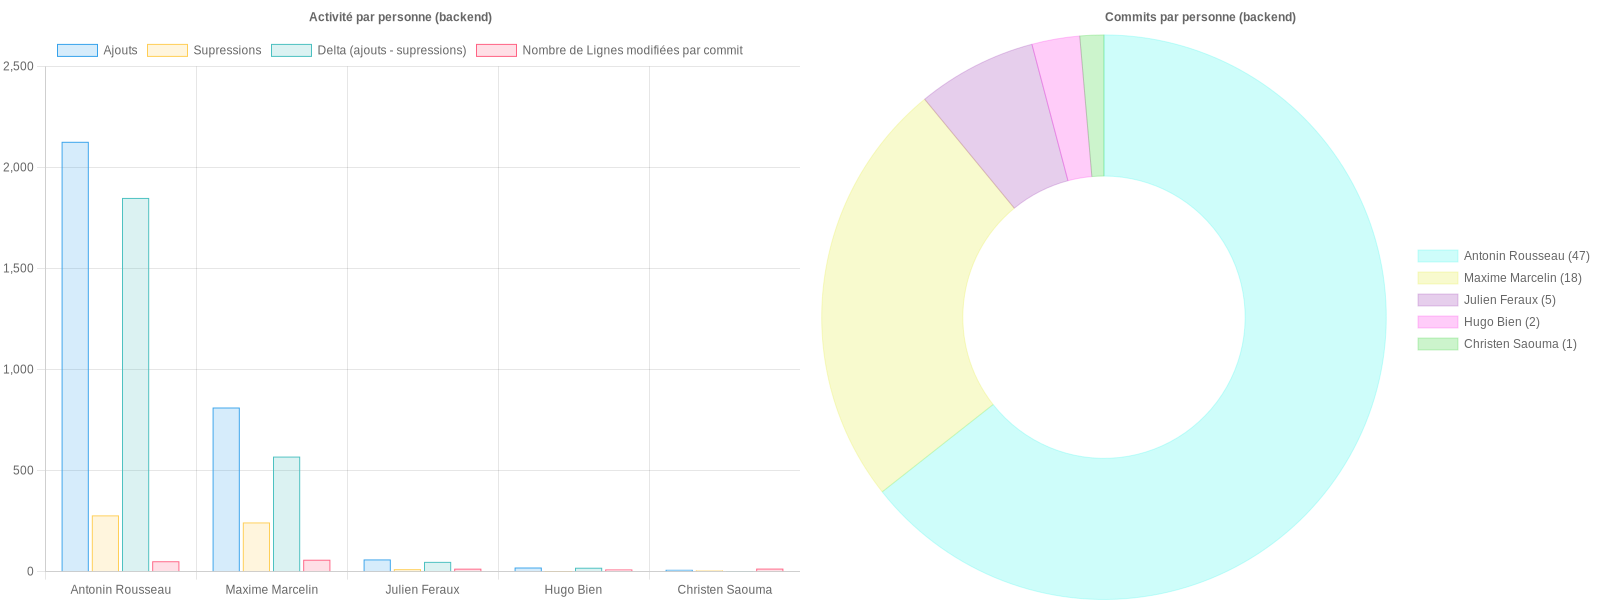 Activité par personne (backend)
Ajouts
Supressions
Delta (ajouts - supressions)
Nombre de Lignes modifiées par commit
2,500
2,000
1,500
1,000
500
0
Antonin Rousseau
Maxime Marcelin
Julien Feraux
Hugo Bien
Christen Saouma
Commits par personne (backend)
Antonin Rousseau (47)
Maxime Marcelin (18)
Julien Feraux (5)
Hugo Bien (2)
Christen Saouma (1)